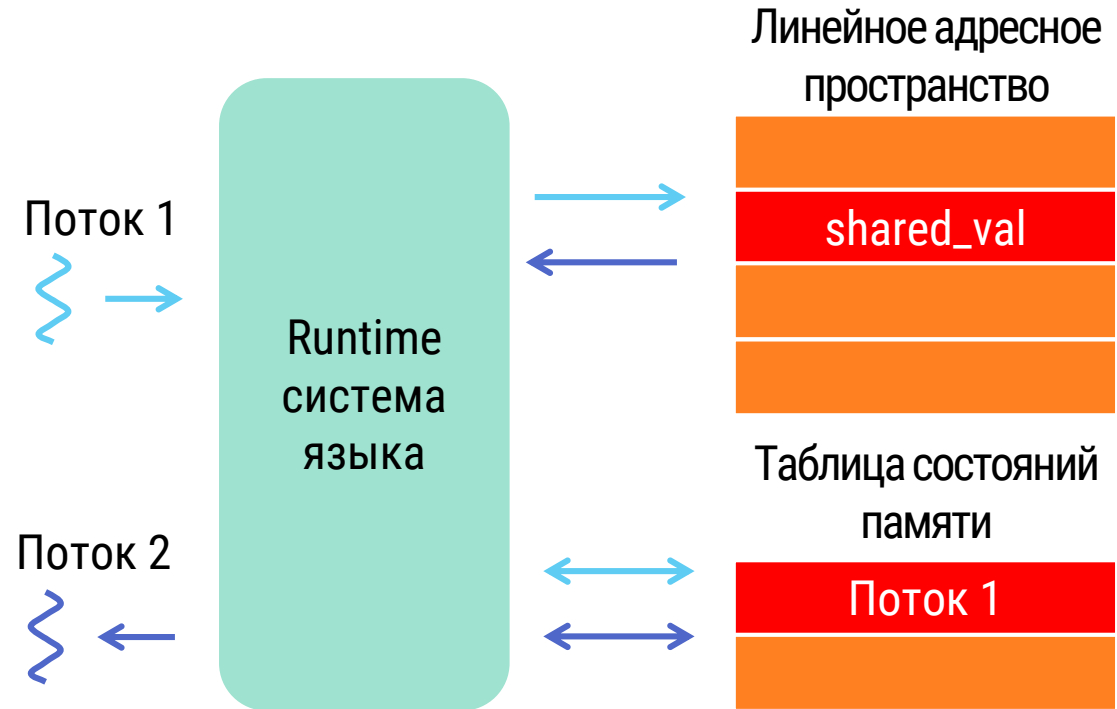 Линейное адресное
пространство
shared_val
Поток 1
Runtime
система
языка
Таблица состояний
памяти
Поток 2
Поток 1